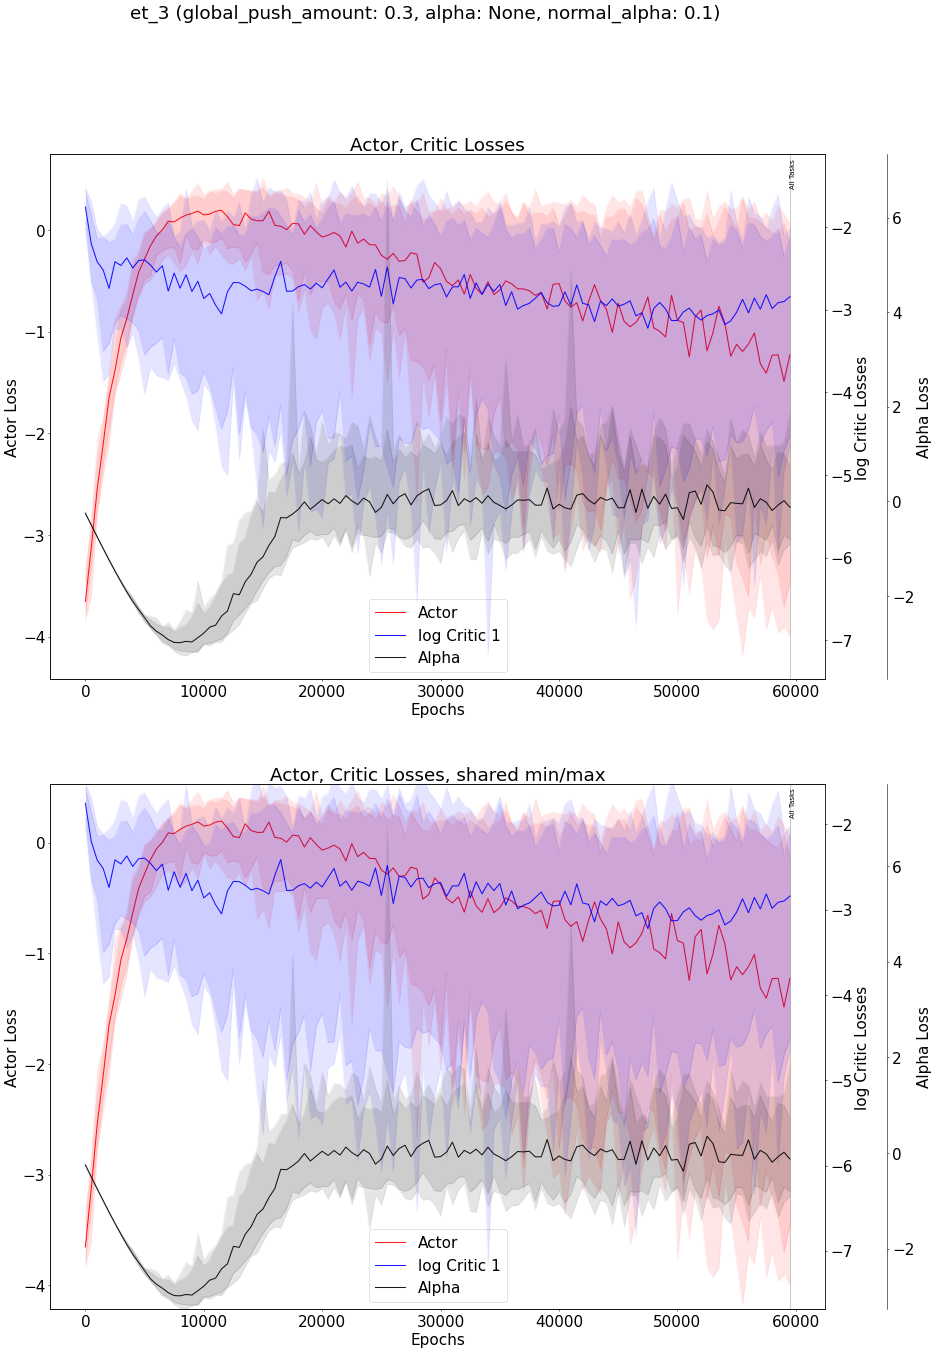 et_3 (global_push_amount: 0.3, alpha: None, normal_alpha: 0.1)
Actor, Critic Losses
All Tasks
0
−1
−2
−3
−4
Actor Loss
−2
−3
−4
−5
−6
−7
log Critic Losses
6
4
2
0
−2
Alpha Loss
Actor
log Critic 1
Alpha
0 10000 20000 30000 40000 50000 60000
Epochs
Actor, Critic Losses, shared min/max
All Tasks
0
−1
−2
−3
−4
Actor Loss
−2
−3
−4
−5
−6
−7
log Critic Losses
6
4
2
0
−2
Alpha Loss
Actor
log Critic 1
Alpha
0 10000 20000 30000 40000 50000 60000
Epochs